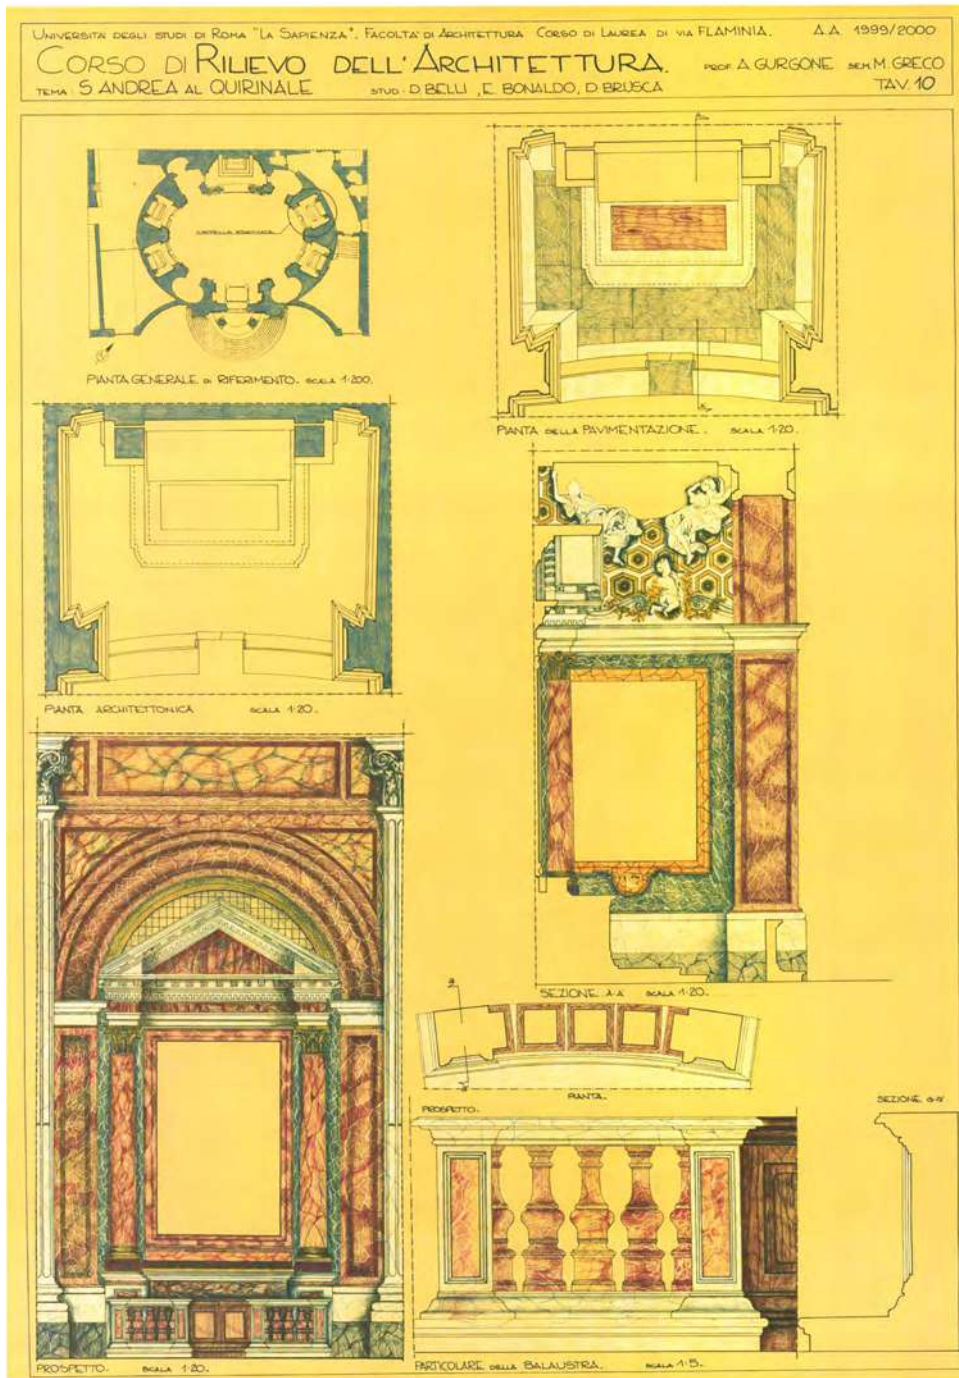 UNIVERSITÀ DEGLI STUDI DI ROMA "LA SAPIENZA". FACOLTÀ DI ARCHITETTURA CORSO DI LAUREA DI VIA FLAMINIA. A.A. 1999/2000
CORSO DI RILIEVO DELL'ARCHITETTURA. PROF. A GURGONE SEM. M. GRECO
TEMA: S ANDREA AL QUIRINALE STUD: D BELLI, E. BONALDO, D. BRUSCA TAV. 10
CAPPELLA
PIANTA GENERALE DI RIFERIMENTO. SCALA 1:200.
PIANTA DELLA PAVIMENTAZIONE. SCALA 1:20.
PIANTA ARCHITETTONICA SCALA 1:20.
SEZIONE A-A' SCALA 1:20.
PIANTA.
PROSPETTO.
SEZIONE
PROSPETTO. SCALA 1:20.
PARTICOLARE DELLA BALAUSTRA. SCALA 1:5.